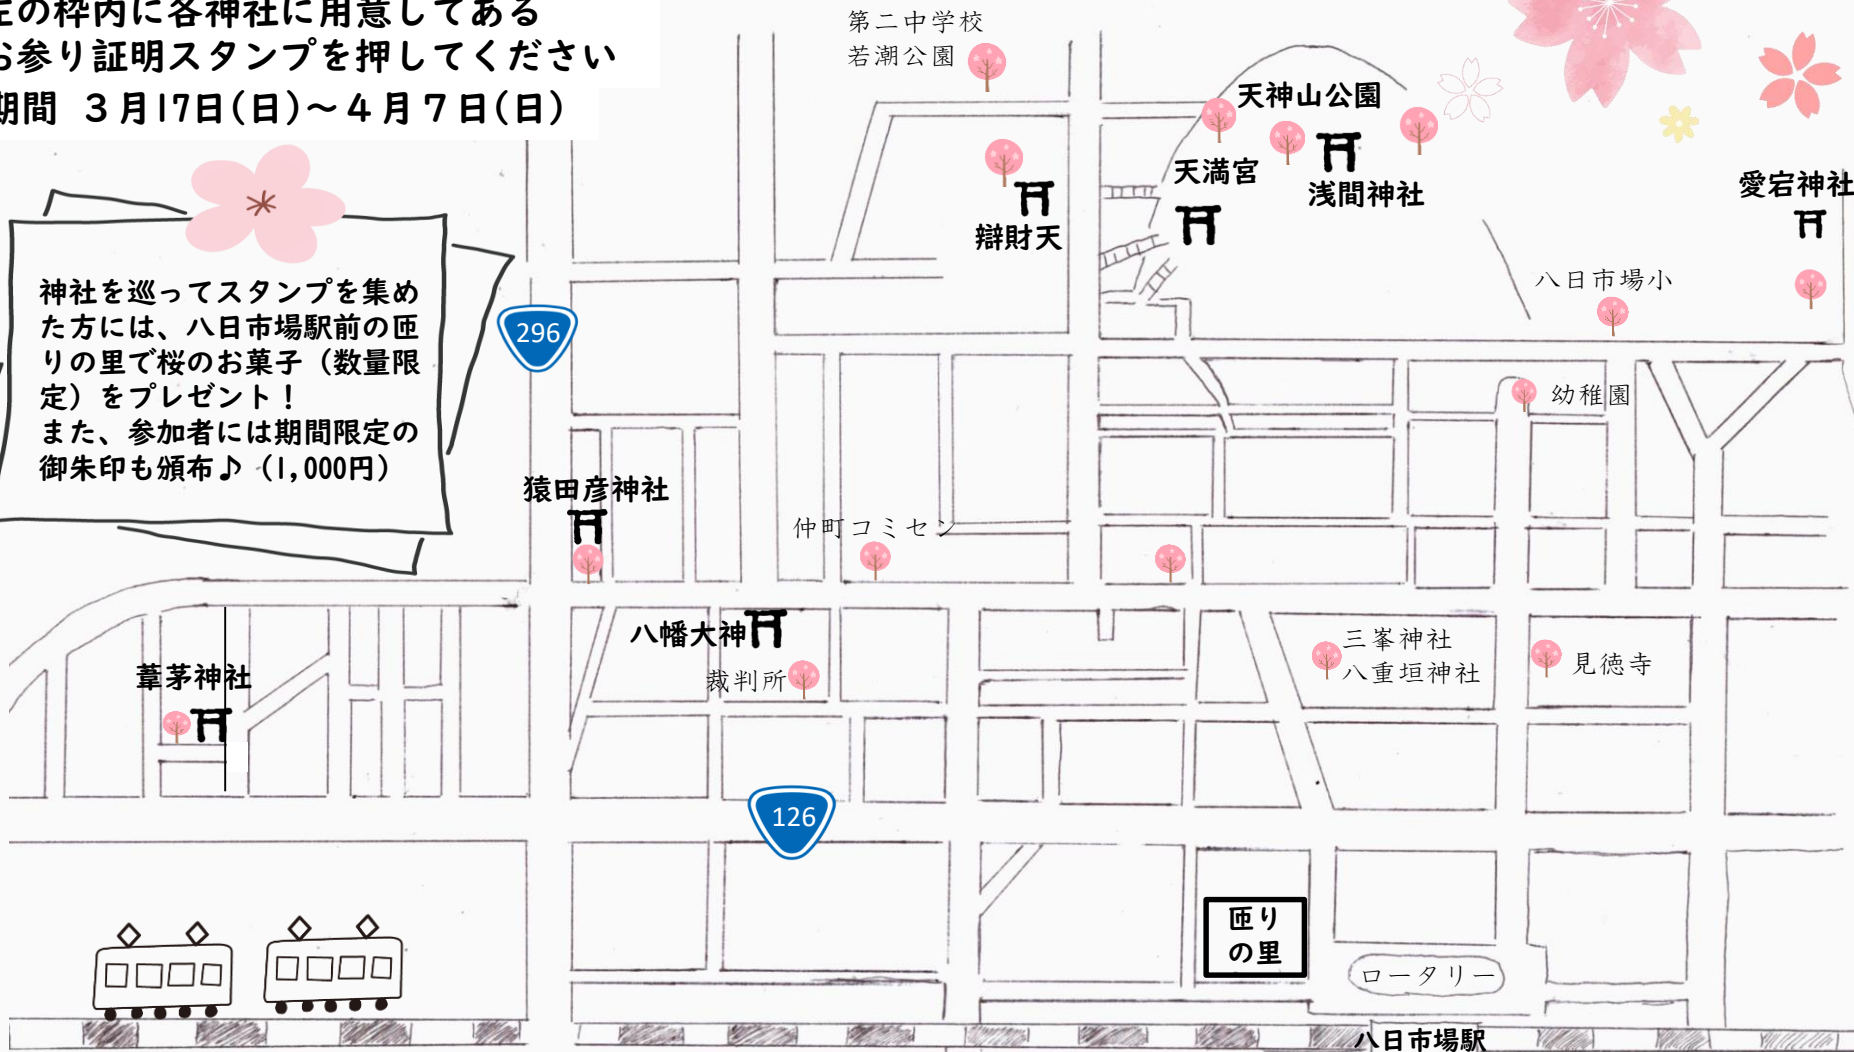 左の枠内に各神社に用意してある
お参り証明スタンプを押してください
期間 3月17日(日)～4月7日(日)
第二中学校
若潮公園
天神山公園
天満宮
浅間神社
愛宕神社
辯財天
八日市場小
神社を巡ってスタンプを集め
た方には、八日市場駅前の匝
りの里で桜のお菓子（数量限
定）をプレゼント！
また、参加者には期間限定の
御朱印も頒布♪（1,000円）
296
幼稚園
猿田彦神社
仲町コミセン
八幡大神
裁判所
三峯神社
八重垣神社
見徳寺
葦茅神社
126
匝り
の里
ロータリー
八日市場駅